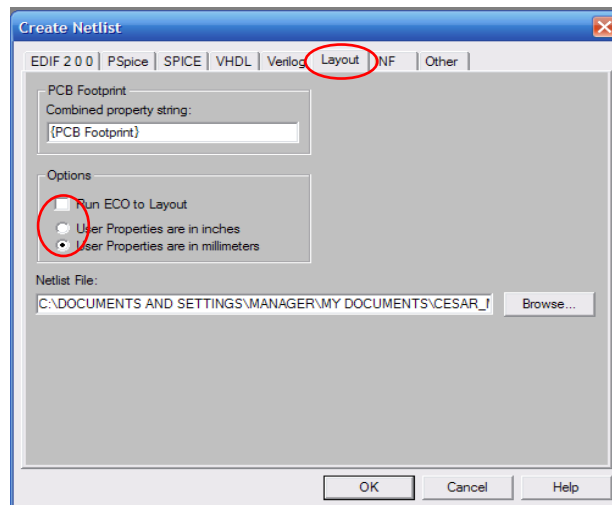 Create Netlist
EDIF 2 0 0 PSpice SPICE VHDL Verilog Layout INF Other
PCB Footprint
Combined property string:
{PCB Footprint}
Options
Run ECO to Layout
User Properties are in inches
User Properties are in millimeters
Netlist File:
C:\DOCUMENTS AND SETTINGS\MANAGER\MY DOCUMENTS\CESAR_ Browse...
OK Cancel Help